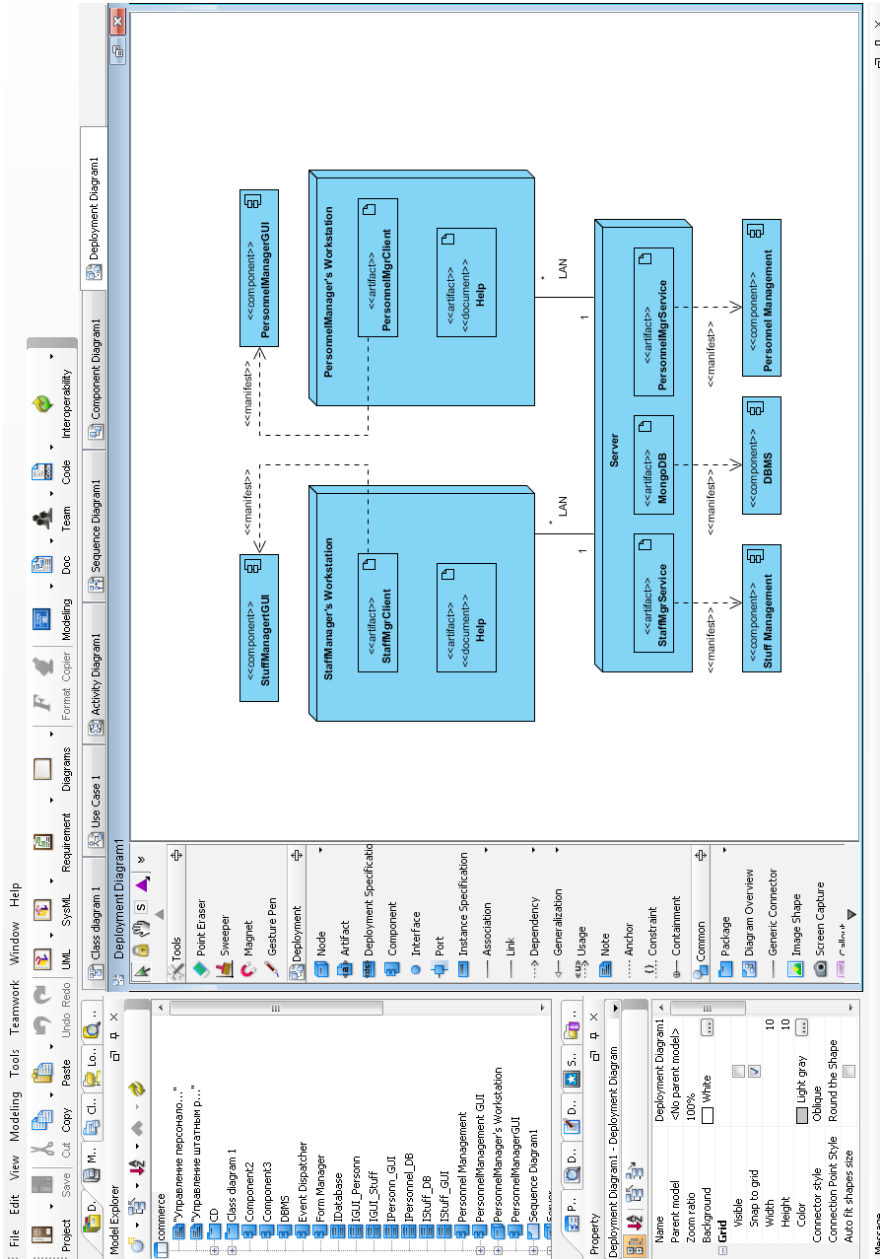 File Edit View Modeling Tools Teamwork Window Help
Project Save Cut Copy Paste Undo Redo UML SysML Requirement Diagrams Format Copier Modeling Doc Team Code Interoperability
D. M... Cl... Lo...
Class diagram 1 Use Case 1 Activity Diagram1 Sequence Diagram1 Component Diagram1 Deployment Diagram1
Model Explorer
commerce
"Управление персонало..."
"Управление штатным р..."
CD
Class diagram 1
Component2
Component3
DBMS
Event Dispatcher
Form Manager
IDatabase
IGUI_Personn
IGUI_Stuff
IPersonn_GUI
IPersonnel_DB
IStuff_DB
IStuff_GUI
Personnel Management
PersonnelManagement GUI
PersonnelManager's Workstation
PersonnelManagerGUI
Sequence Diagram1
Server
P... D... D... S...
Property
Deployment Diagram1 - Deployment Diagram
Name Deployment Diagram1
Parent model <No parent model>
Zoom ratio 100%
Background White
Grid
Visible
Snap to grid
Width 10
Height 10
Color Light gray
Connector style Oblique
Connection Point Style Round the Shape
Auto fit shapes size
Message
Deployment Diagram1
S
Tools
Point Eraser
Sweeper
Magnet
Gesture Pen
Deployment
Node
Artifact
Deployment Specificatio
Component
Interface
Port
Instance Specification
Association
Link
Dependency
Generalization
Usage
Note
Anchor
Constraint
Containment
Common
Package
Diagram Overview
Generic Connector
Image Shape
Screen Capture
<<component>>
StuffManagertGUI
<<component>>
PersonnelManagerGUI
<<manifest>>
<<manifest>>
StaffManager's Workstation
<<artifact>>
StaffMgrClient
<<artifact>>
<<document>>
Help
PersonnelManager's Workstation
<<artifact>>
PersonnelMgrClient
<<artifact>>
<<document>>
Help
*
LAN
1
*
LAN
1
Server
<<artifact>>
StaffMgrService
<<artifact>>
MongoDB
<<artifact>>
PersonnelMgrService
<<manifest>>
<<manifest>>
<<manifest>>
<<component>>
Stuff Management
<<component>>
DBMS
<<component>>
Personnel Management